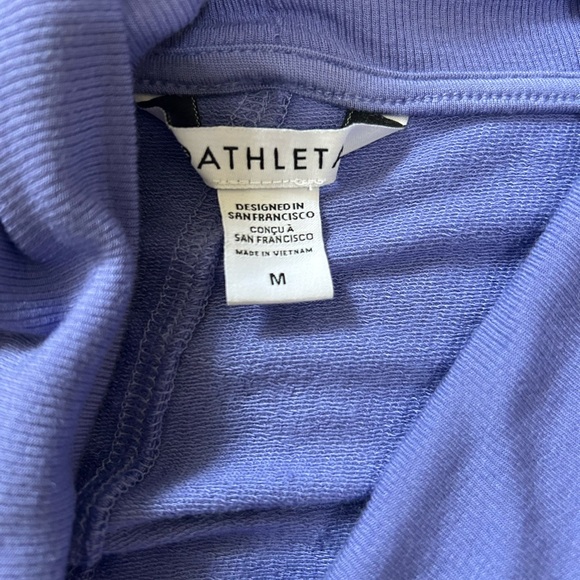 ATHLETA
DESIGNED IN
SAN FRANCISCO
CONÇU À
SAN FRANCISCO
MADE IN VIETNAM
M